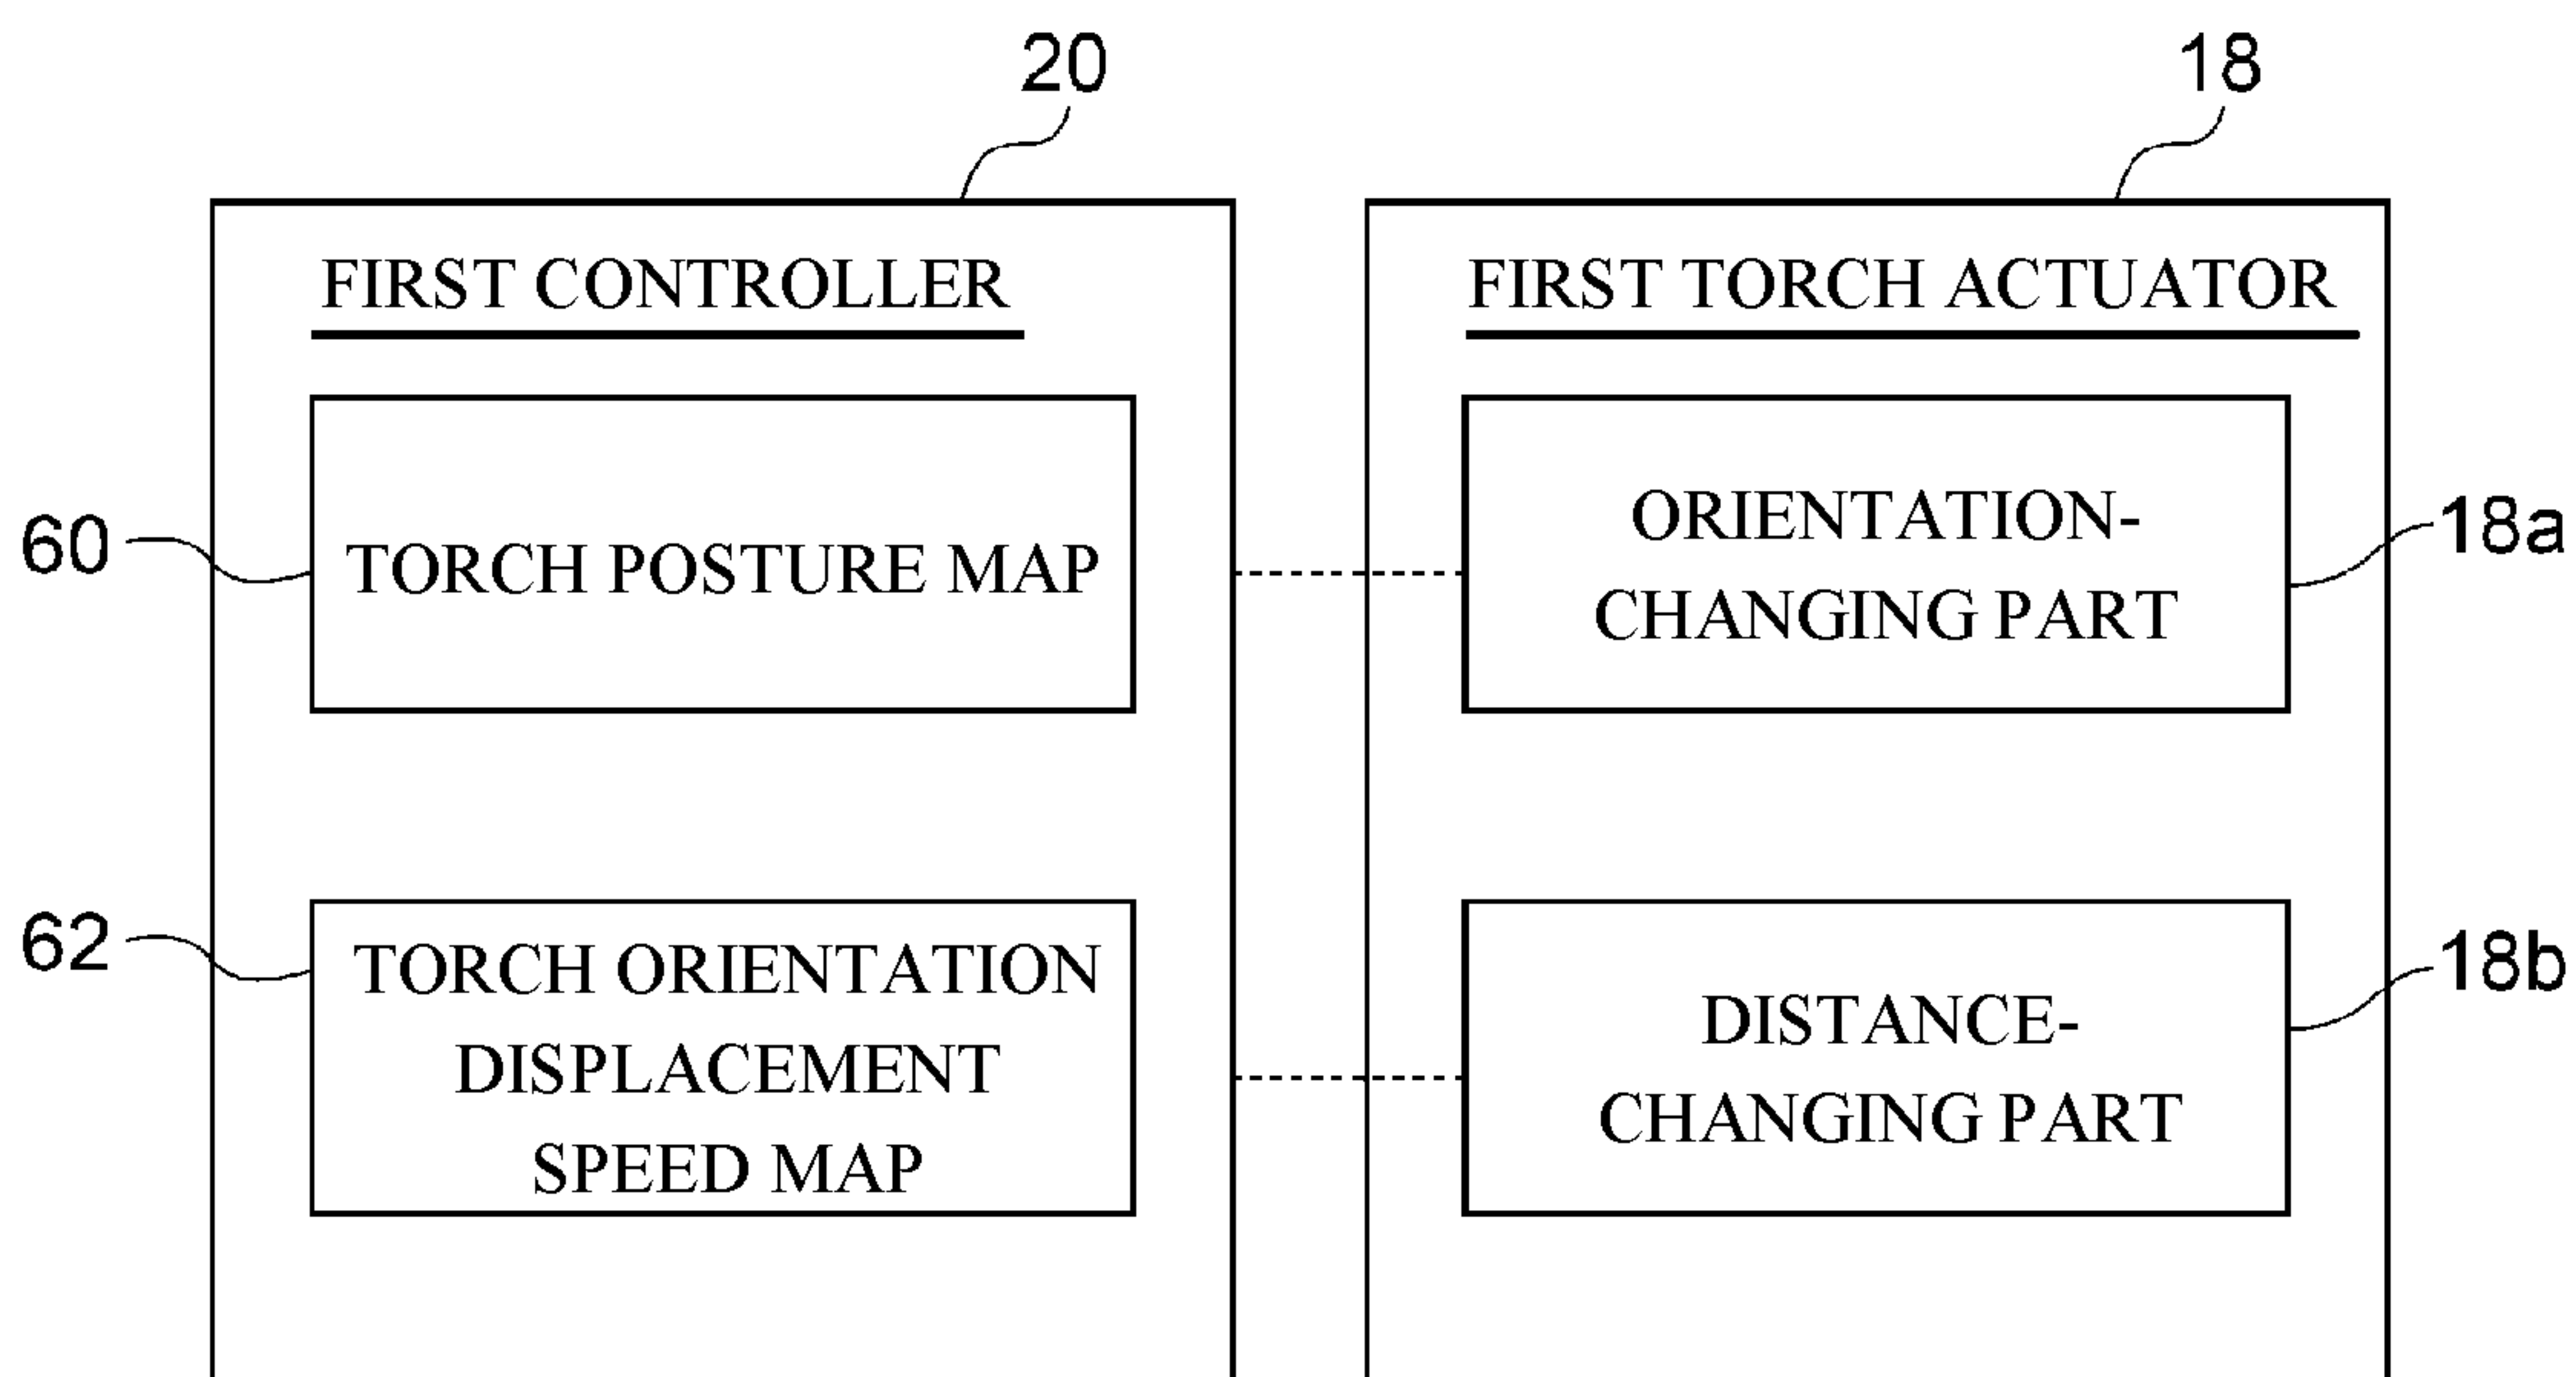 20
18
FIRST CONTROLLER
FIRST TORCH ACTUATOR
60
TORCH POSTURE MAP
ORIENTATION-
CHANGING PART
18a
62
TORCH ORIENTATION
DISPLACEMENT
SPEED MAP
DISTANCE-
CHANGING PART
18b